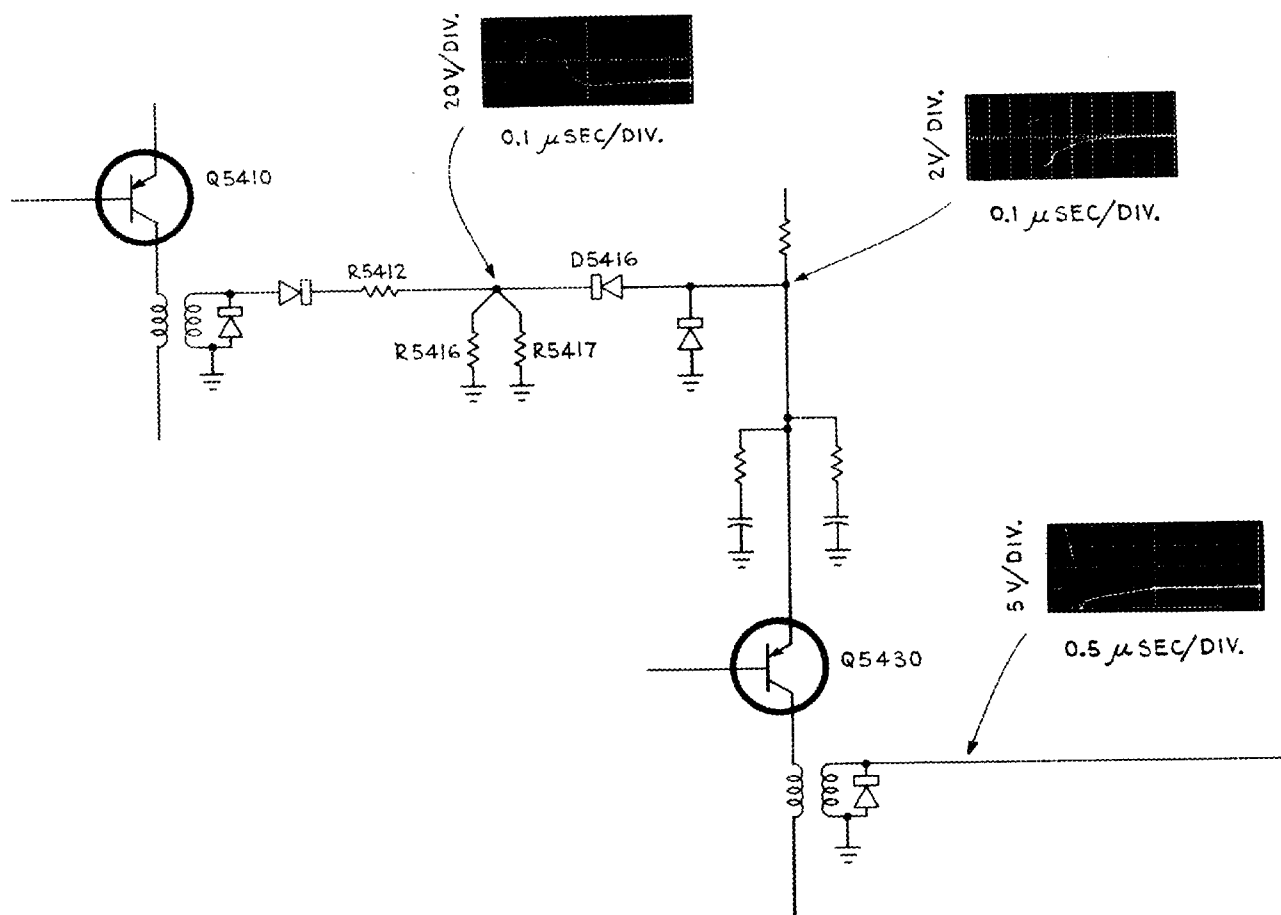 20V/DIV.
0.1 μSEC/DIV.
2V/DIV.
0.1 μSEC/DIV.
Q5410
R5412
D5416
R5416
R5417
5 V/DIV.
0.5 μSEC/DIV.
Q5430